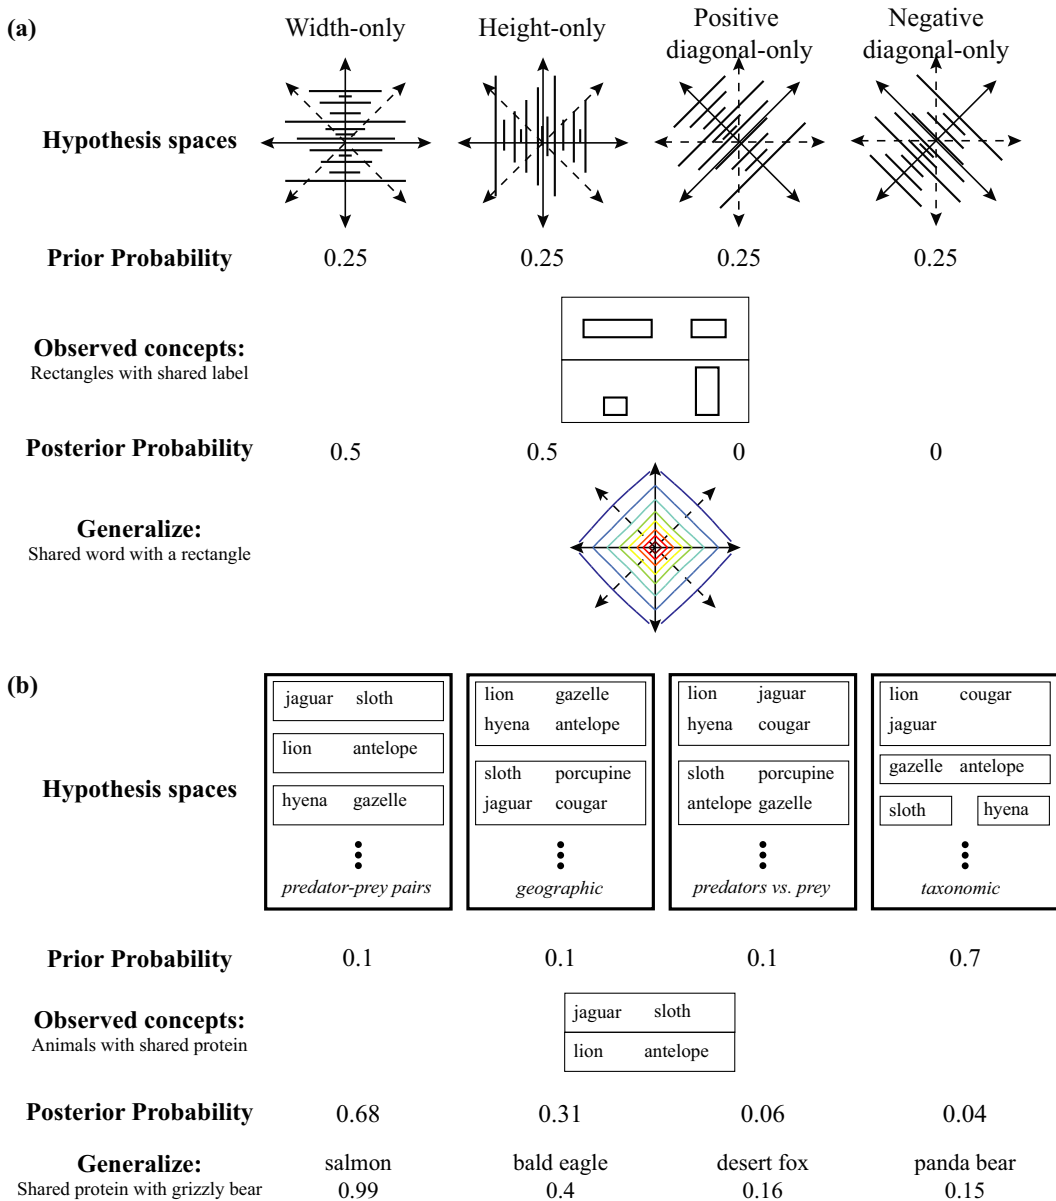 (a)
Width-only Height-only Positive diagonal-only Negative diagonal-only
Hypothesis spaces
Prior Probability 0.25 0.25 0.25 0.25
Observed concepts:
Rectangles with shared label
Posterior Probability 0.5 0.5 0 0
Generalize:
Shared word with a rectangle
(b)
Hypothesis spaces
jaguar sloth
lion antelope
hyena gazelle
predator-prey pairs
lion gazelle
hyena antelope
sloth porcupine
jaguar cougar
geographic
lion jaguar
hyena cougar
sloth porcupine
antelope gazelle
predators vs. prey
lion cougar
jaguar
gazelle antelope
sloth hyena
taxonomic
Prior Probability 0.1 0.1 0.1 0.7
Observed concepts:
Animals with shared protein
jaguar sloth
lion antelope
Posterior Probability 0.68 0.31 0.06 0.04
Generalize: salmon bald eagle desert fox panda bear
Shared protein with grizzly bear 0.99 0.4 0.16 0.15